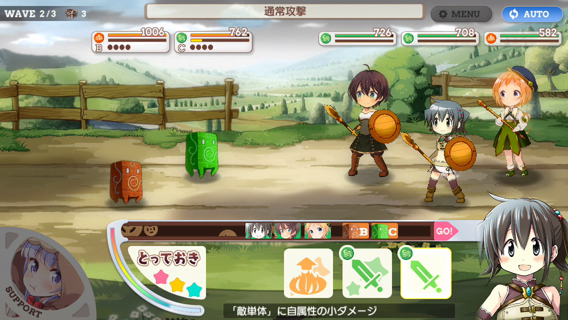 WAVE 2/3 3
通常攻撃
MENU
AUTO
1006
B
762
C
726
708
582
B
C
GO!
とっておき
SUPPORT
「敵単体」に自属性の小ダメージ